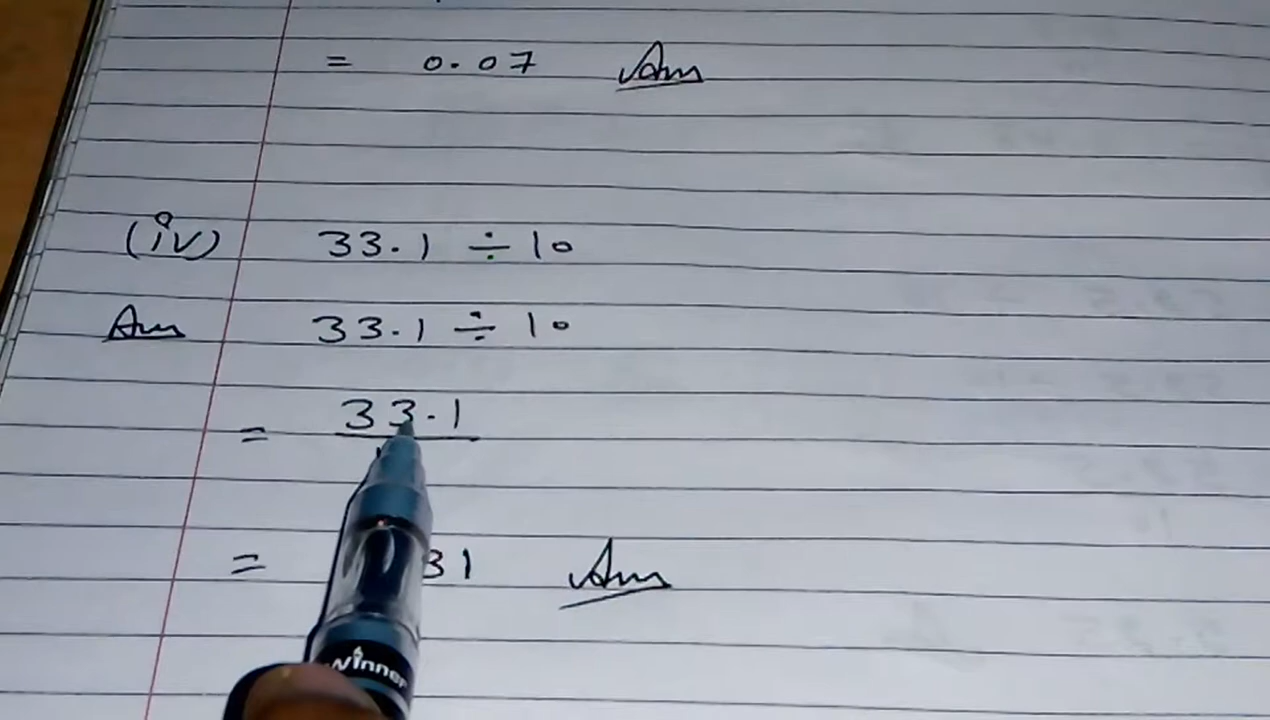 = 0.07 Ans
(iv) 33.1 ÷ 10
Ans 33.1 ÷ 10
= 33.1
= 31 Ans
Winner